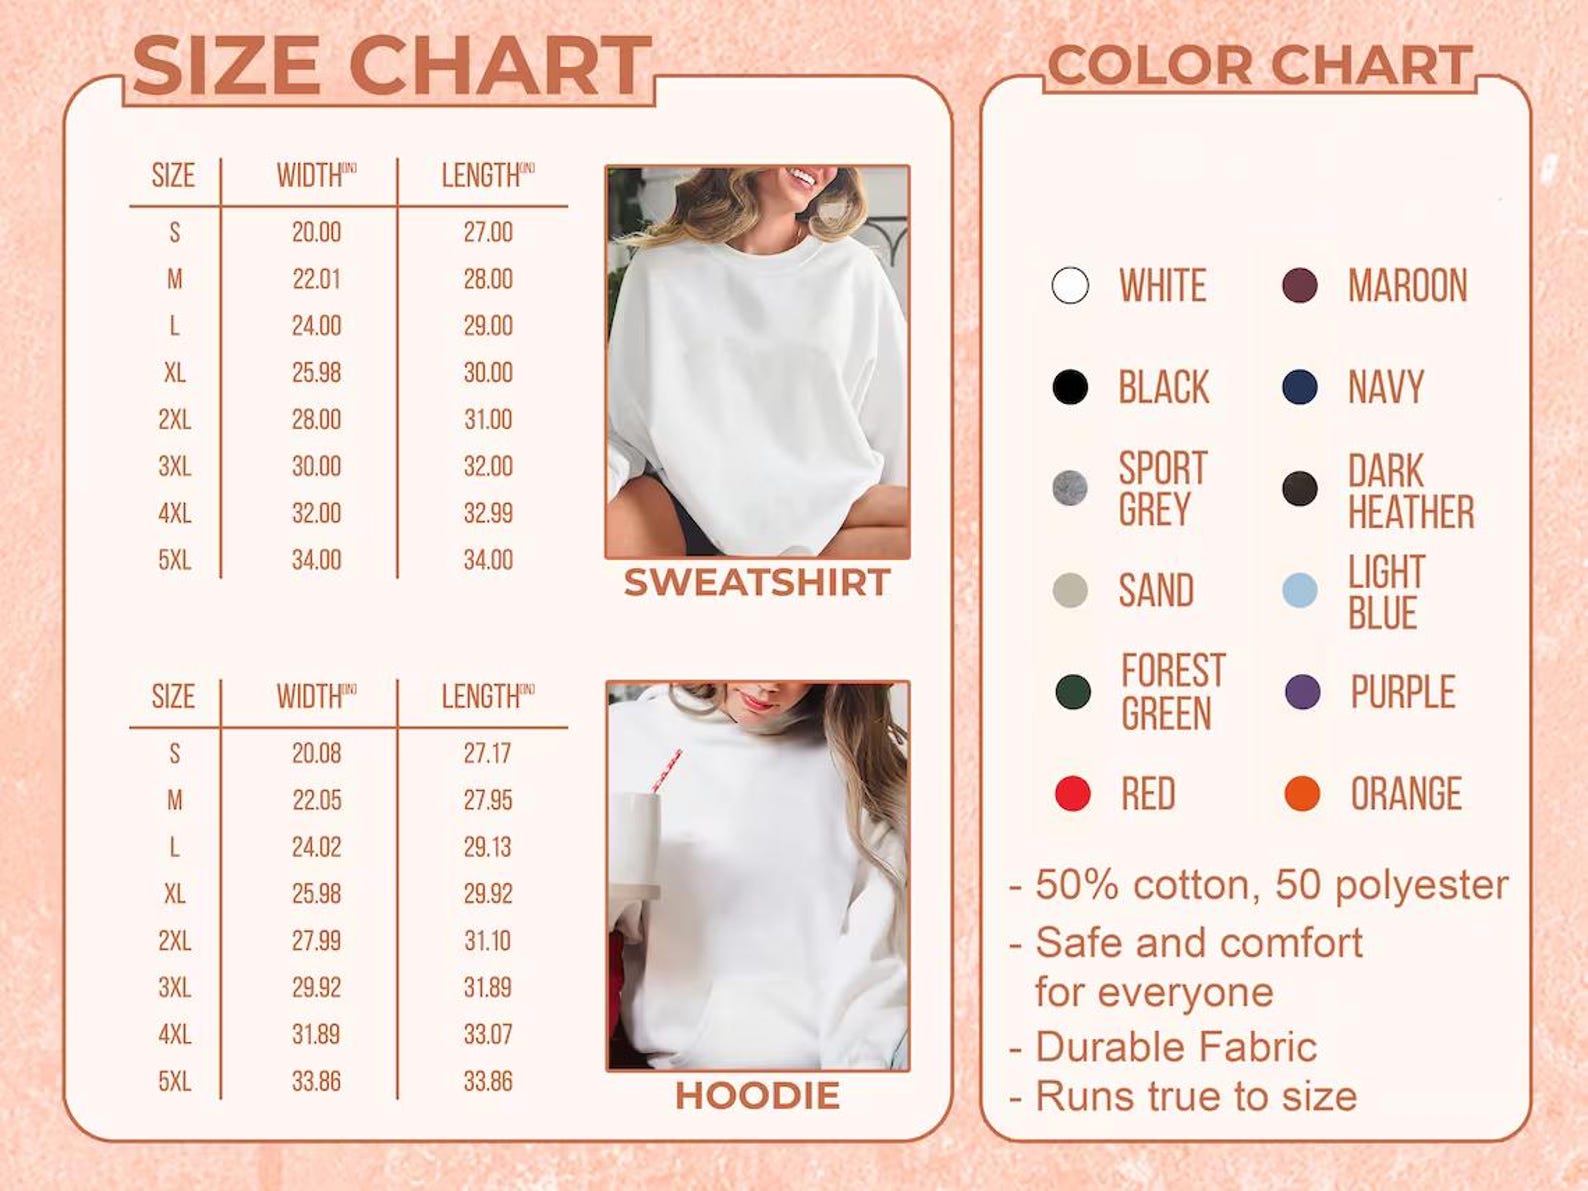 SIZE CHART
SIZE WIDTH(IN) LENGTH(IN)
S 20.00 27.00
M 22.01 28.00
L 24.00 29.00
XL 25.98 30.00
2XL 28.00 31.00
3XL 30.00 32.00
4XL 32.00 32.99
5XL 34.00 34.00
SWEATSHIRT
SIZE WIDTH(IN) LENGTH(IN)
S 20.08 27.17
M 22.05 27.95
L 24.02 29.13
XL 25.98 29.92
2XL 27.99 31.10
3XL 29.92 31.89
4XL 31.89 33.07
5XL 33.86 33.86
HOODIE
COLOR CHART
WHITE
MAROON
BLACK
NAVY
SPORT
GREY
DARK
HEATHER
SAND
LIGHT
BLUE
FOREST
GREEN
PURPLE
RED
ORANGE
- 50% cotton, 50 polyester
- Safe and comfort
for everyone
- Durable Fabric
- Runs true to size